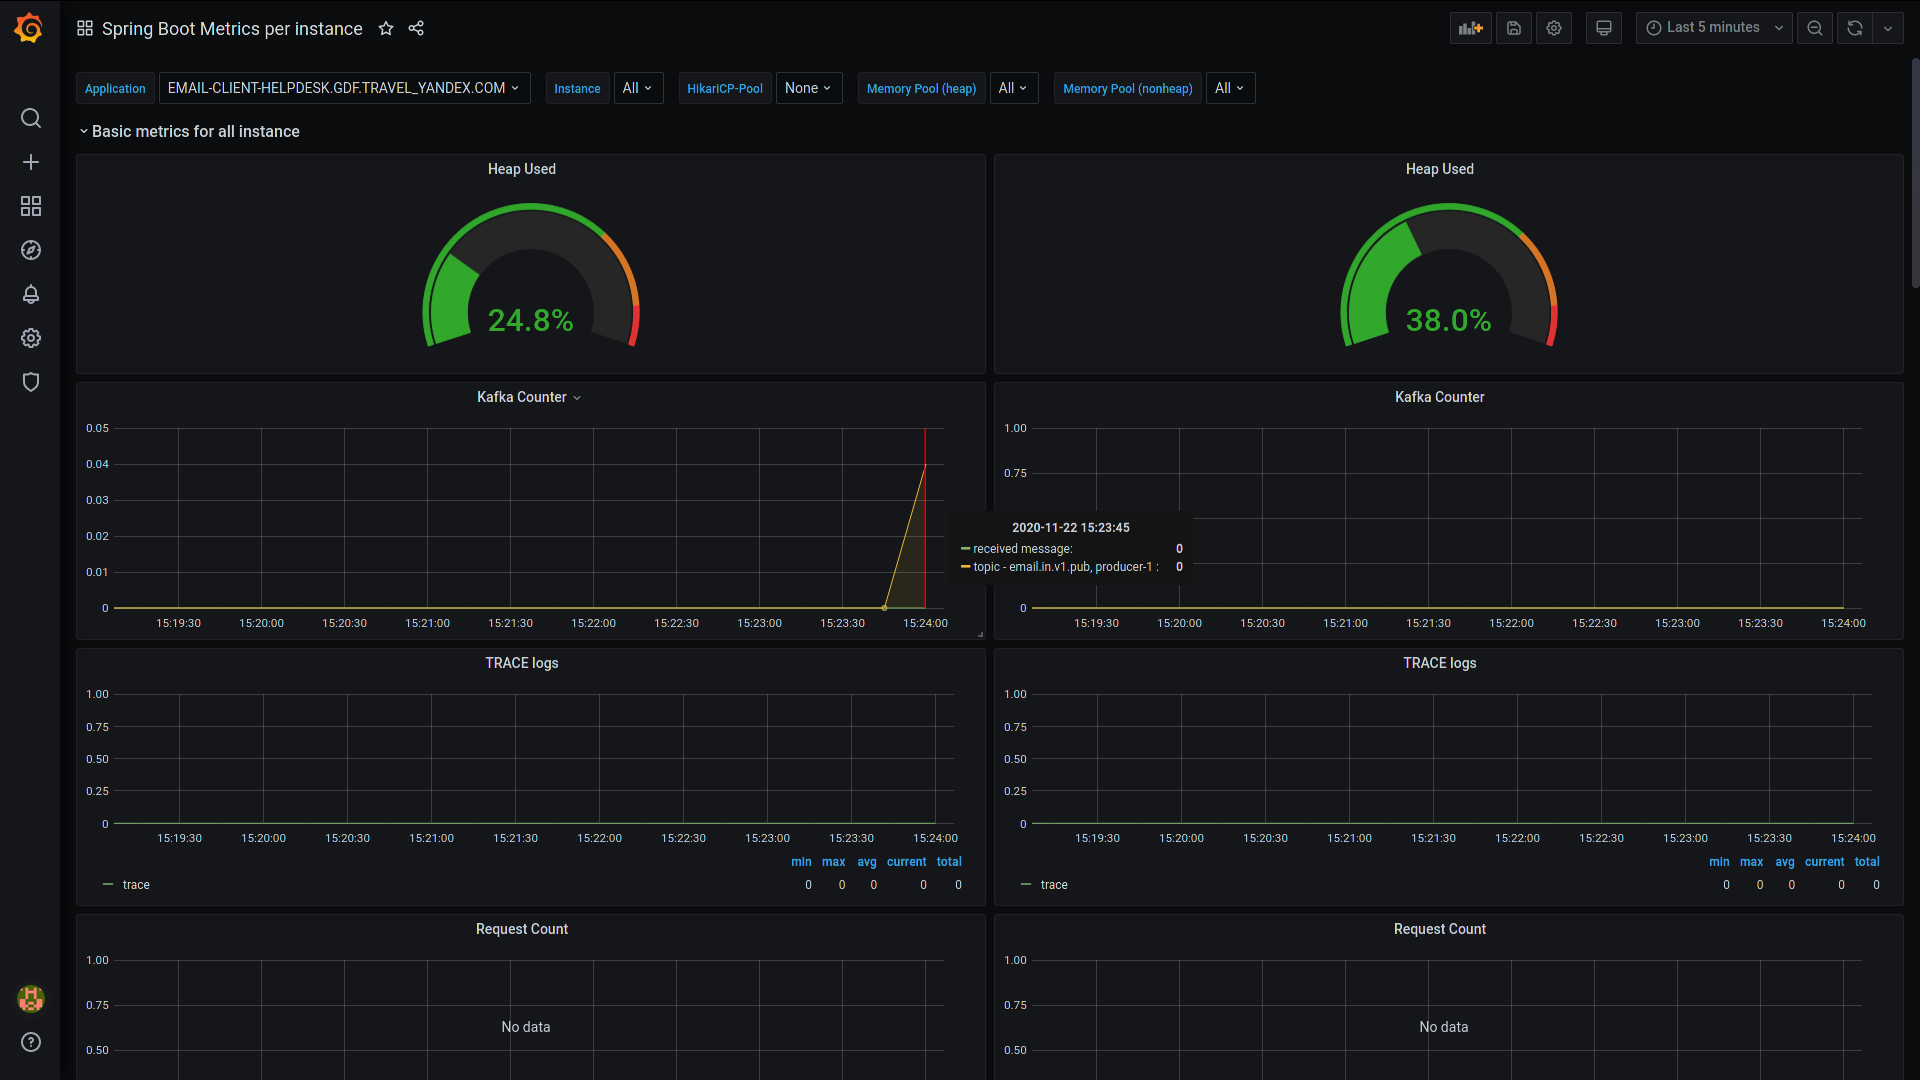 Spring Boot Metrics per instance
Last 5 minutes
Application EMAIL-CLIENT-HELPDESK.GDF.TRAVEL_YANDEX.COM Instance All HikariCP-Pool None Memory Pool (heap) All Memory Pool (nonheap) All
Basic metrics for all instance
Heap Used
24.8%
Heap Used
38.0%
Kafka Counter
0.05
0.04
0.03
0.02
0.01
0
15:19:30 15:20:00 15:20:30 15:21:00 15:21:30 15:22:00 15:22:30 15:23:00 15:23:30 15:24:00
Kafka Counter
1.00
0.75
0
15:19:30 15:20:00 15:20:30 15:21:00 15:21:30 15:22:00 15:22:30 15:23:00 15:23:30 15:24:00
2020-11-22 15:23:45
received message: 0
topic - email.in.v1.pub, producer-1 : 0
TRACE logs
1.00
0.75
0.50
0.25
0
15:19:30 15:20:00 15:20:30 15:21:00 15:21:30 15:22:00 15:22:30 15:23:00 15:23:30 15:24:00
min max avg current total
trace 0 0 0 0 0
TRACE logs
1.00
0.75
0.50
0.25
0
15:19:30 15:20:00 15:20:30 15:21:00 15:21:30 15:22:00 15:22:30 15:23:00 15:23:30 15:24:00
min max avg current total
trace 0 0 0 0 0
Request Count
1.00
0.75
No data
0.50
Request Count
1.00
0.75
No data
0.50